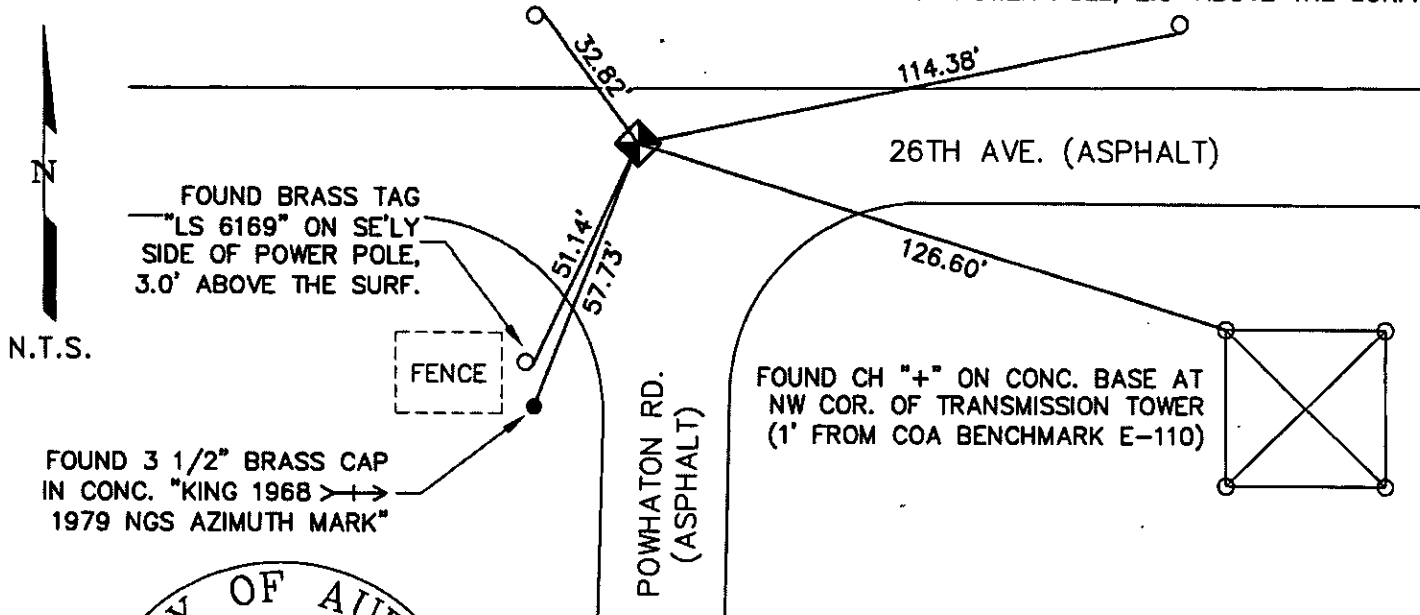 32.82'
114.38'
26TH AVE. (ASPHALT)
N
N.T.S.
FOUND BRASS TAG
"LS 6169" ON SE'LY
SIDE OF POWER POLE,
3.0' ABOVE THE SURF.
51.14'
57.73'
126.60'
FENCE
FOUND CH "+" ON CONC. BASE AT
NW COR. OF TRANSMISSION TOWER
(1' FROM COA BENCHMARK E-110)
FOUND 3 1/2" BRASS CAP
IN CONC. "KING 1968
1979 NGS AZIMUTH MARK"
POWHATON RD.
(ASPHALT)
OF